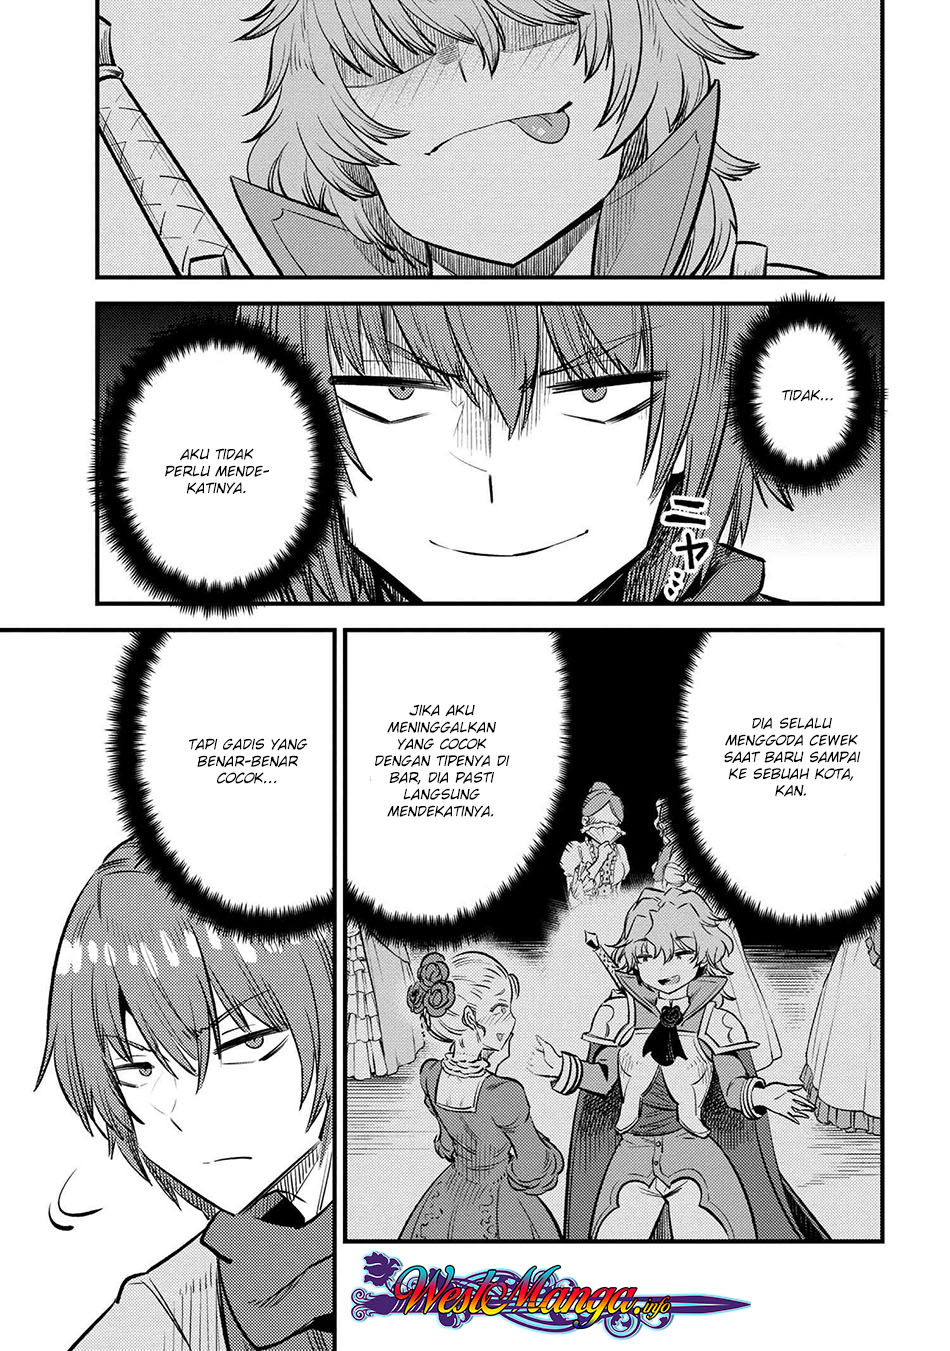 TIDAK...
AKU TIDAK
PERLU MENDE-
KATINYA.
ニヤ…
DIA SELALU
MENGGODA CEWEK
SAAT BARU SAMPAI
KE SEBUAH KOTA,
KAN.
JIKA AKU
MENINGGALKAN
YANG COCOK
DENGAN TIPENYA DI
BAR, DIA PASTI
LANGSUNG
MENDEKATINYA.
TAPI GADIS YANG
BENAR-BENAR
COCOK...
WestManga.info